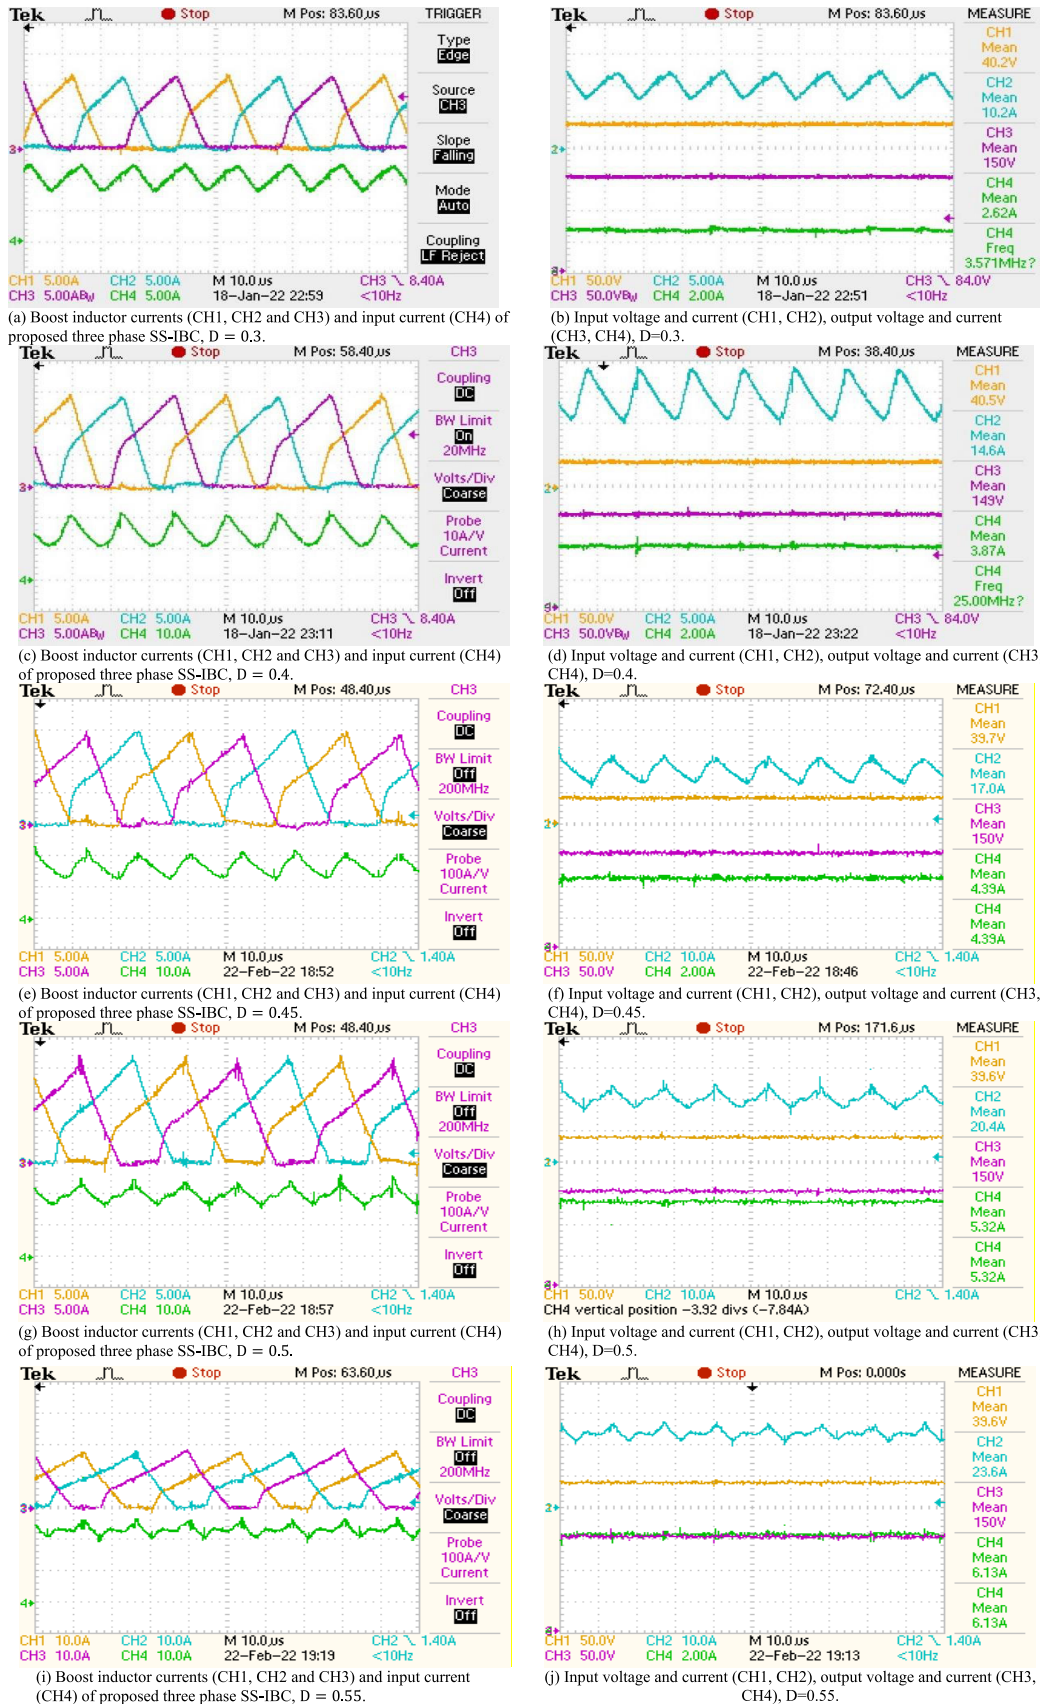 Tek Stop M Pos: 83.60µs TRIGGER
Type
Edge
Source
CH3
Slope
Falling
Mode
Auto
Coupling
LF Reject
3
4
CH1 5.00A CH2 5.00A M 10.0µs CH3 \ 8.40A
CH3 5.00ABW CH4 5.00A 18-Jan-22 22:59 <10Hz
(a) Boost inductor currents (CH1, CH2 and CH3) and input current (CH4) of
proposed three phase SS-IBC, D = 0.3.
Tek Stop M Pos: 83.60µs MEASURE
CH1
Mean
40.2V
CH2
Mean
10.2A
CH3
Mean
150V
CH4
Mean
2.62A
CH4
Freq
3.571MHz?
2
CH1 50.0V CH2 5.00A M 10.0µs CH3 \ 84.0V
CH3 50.0VBW CH4 2.00A 18-Jan-22 22:51 <10Hz
(b) Input voltage and current (CH1, CH2), output voltage and current
(CH3, CH4), D=0.3.
Tek Stop M Pos: 58.40µs CH3
Coupling
DC
BW Limit
On
20MHz
Volts/Div
Coarse
Probe
10A/V
Current
Invert
Off
3
4
CH1 5.00A CH2 5.00A M 10.0µs CH3 \ 8.40A
CH3 5.00ABW CH4 10.0A 18-Jan-22 23:11 <10Hz
(c) Boost inductor currents (CH1, CH2 and CH3) and input current (CH4)
of proposed three phase SS-IBC, D = 0.4.
Tek Stop M Pos: 38.40µs MEASURE
CH1
Mean
40.5V
CH2
Mean
14.6A
CH3
Mean
149V
CH4
Mean
3.87A
CH4
Freq
25.00MHz?
2
CH1 50.0V CH2 5.00A M 10.0µs CH3 \ 84.0V
CH3 50.0VBW CH4 2.00A 18-Jan-22 23:22 <10Hz
(d) Input voltage and current (CH1, CH2), output voltage and current (CH3
CH4), D=0.4.
Tek Stop M Pos: 48.40µs CH3
Coupling
DC
BW Limit
Off
200MHz
Volts/Div
Coarse
Probe
100A/V
Current
Invert
Off
3
4
CH1 5.00A CH2 5.00A M 10.0µs CH2 \ 1.40A
CH3 5.00A CH4 10.0A 22-Feb-22 18:52 <10Hz
(e) Boost inductor currents (CH1, CH2 and CH3) and input current (CH4)
of proposed three phase SS-IBC, D = 0.45.
Tek Stop M Pos: 72.40µs MEASURE
CH1
Mean
39.7V
CH2
Mean
17.0A
CH3
Mean
150V
CH4
Mean
4.39A
CH4
Mean
4.39A
2
CH1 50.0V CH2 10.0A M 10.0µs CH2 \ 1.40A
CH3 50.0V CH4 2.00A 22-Feb-22 18:46 <10Hz
(f) Input voltage and current (CH1, CH2), output voltage and current (CH3,
CH4), D=0.45.
Tek Stop M Pos: 48.40µs CH3
Coupling
DC
BW Limit
Off
200MHz
Volts/Div
Coarse
Probe
100A/V
Current
Invert
Off
3
4
CH1 5.00A CH2 5.00A M 10.0µs CH2 \ 1.40A
CH3 5.00A CH4 10.0A 22-Feb-22 18:57 <10Hz
(g) Boost inductor currents (CH1, CH2 and CH3) and input current (CH4)
of proposed three phase SS-IBC, D = 0.5.
Tek Stop M Pos: 171.6µs MEASURE
CH1
Mean
39.6V
CH2
Mean
20.4A
CH3
Mean
150V
CH4
Mean
5.32A
CH4
Mean
5.32A
2
CH1 50.0V CH2 10.0A M 10.0µs CH2 \ 1.40A
CH4 vertical position -3.92 divs (-7.84A)
(h) Input voltage and current (CH1, CH2), output voltage and current (CH3
CH4), D=0.5.
Tek Stop M Pos: 63.60µs CH3
Coupling
DC
BW Limit
Off
200MHz
Volts/Div
Coarse
Probe
100A/V
Current
Invert
Off
3
4
CH1 10.0A CH2 10.0A M 10.0µs CH2 \ 1.40A
CH3 10.0A CH4 10.0A 22-Feb-22 19:19 <10Hz
(i) Boost inductor currents (CH1, CH2 and CH3) and input current
(CH4) of proposed three phase SS-IBC, D = 0.55.
Tek Stop M Pos: 0.000s MEASURE
CH1
Mean
39.6V
CH2
Mean
23.6A
CH3
Mean
150V
CH4
Mean
6.13A
CH4
Mean
6.13A
2
CH1 50.0V CH2 10.0A M 10.0µs CH2 \ 1.40A
CH3 50.0V CH4 2.00A 22-Feb-22 19:13 <10Hz
(j) Input voltage and current (CH1, CH2), output voltage and current (CH3,
CH4), D=0.55.